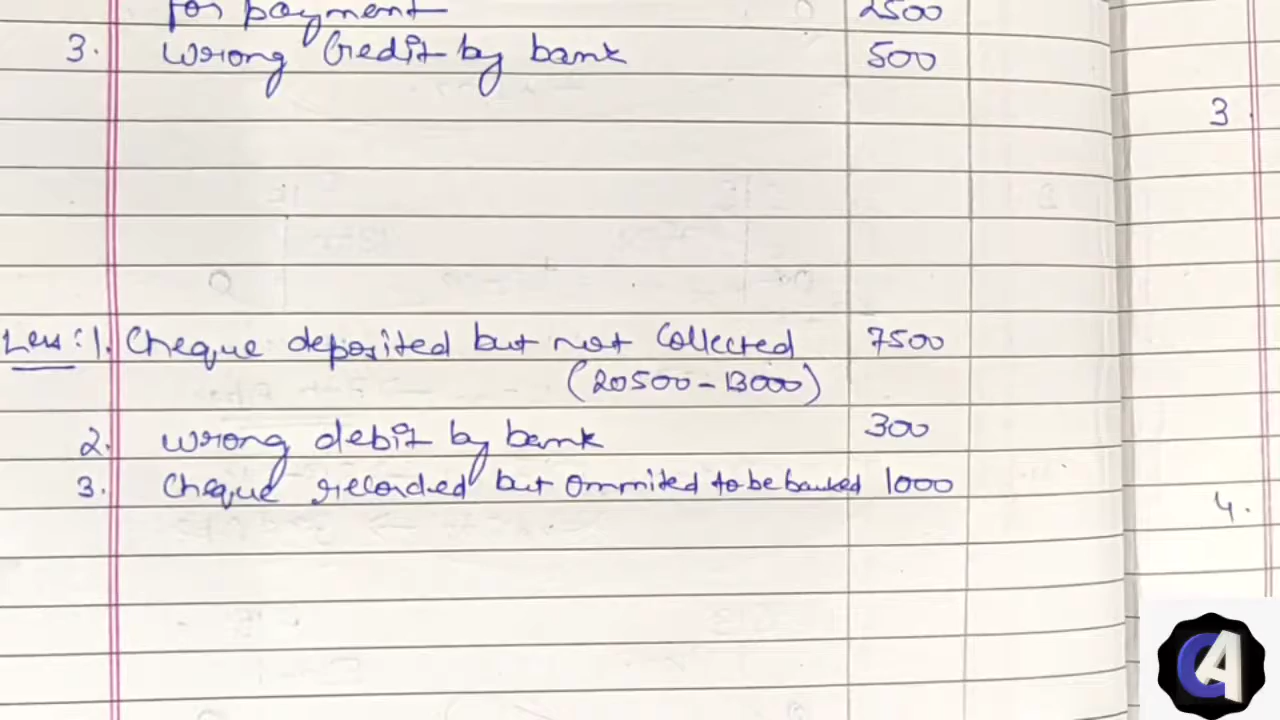 for payment 2500
3. Wrong Credit by bank 500
3.
Less: 1. Cheque deposited but not Collected 7500
(20500-13000)
2. Wrong debit by bank 300
3. Cheque recorded but ommited to be banked 1000
4.
CA